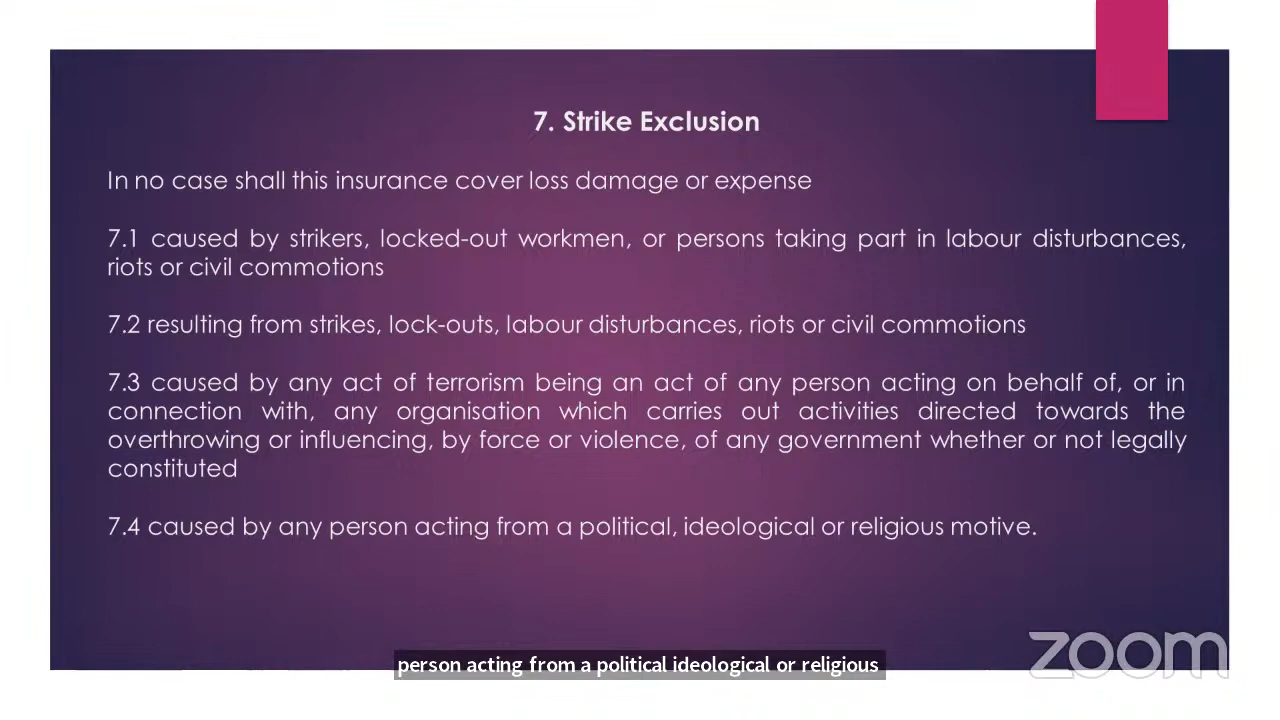 7. Strike Exclusion
In no case shall this insurance cover loss damage or expense
7.1 caused by strikers, locked-out workmen, or persons taking part in labour disturbances,
riots or civil commotions
7.2 resulting from strikes, lock-outs, labour disturbances, riots or civil commotions
7.3 caused by any act of terrorism being an act of any person acting on behalf of, or in
connection with, any organisation which carries out activities directed towards the
overthrowing or influencing, by force or violence, of any government whether or not legally
constituted
7.4 caused by any person acting from a political, ideological or religious motive.
zoom
person acting from a political ideological or religious